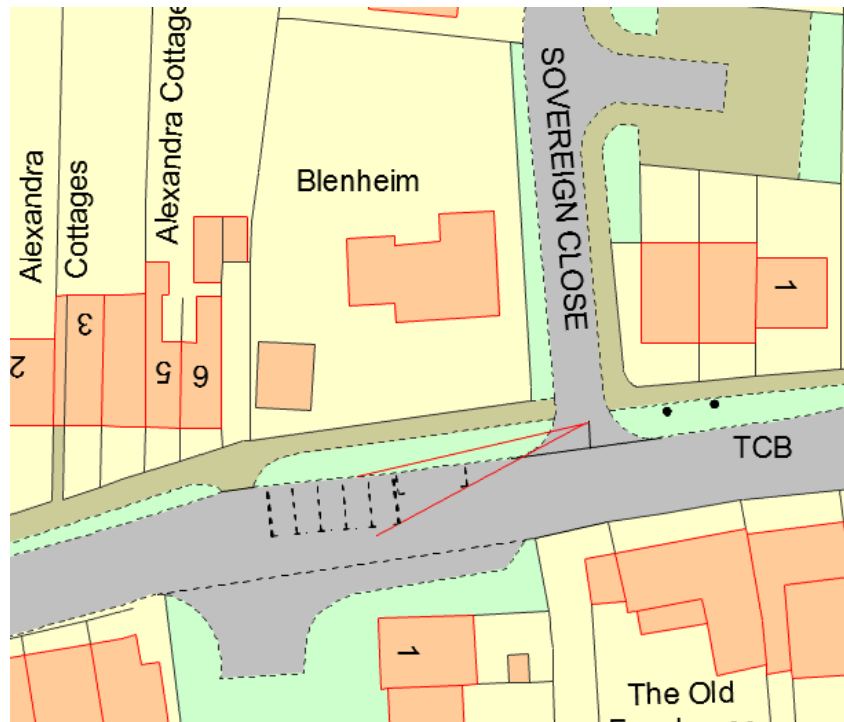 Alexandra
Cottages
Alexandra Cottage
Blenheim
SOVEREIGN CLOSE
1
2
3
5
6
TCB
1
The Old